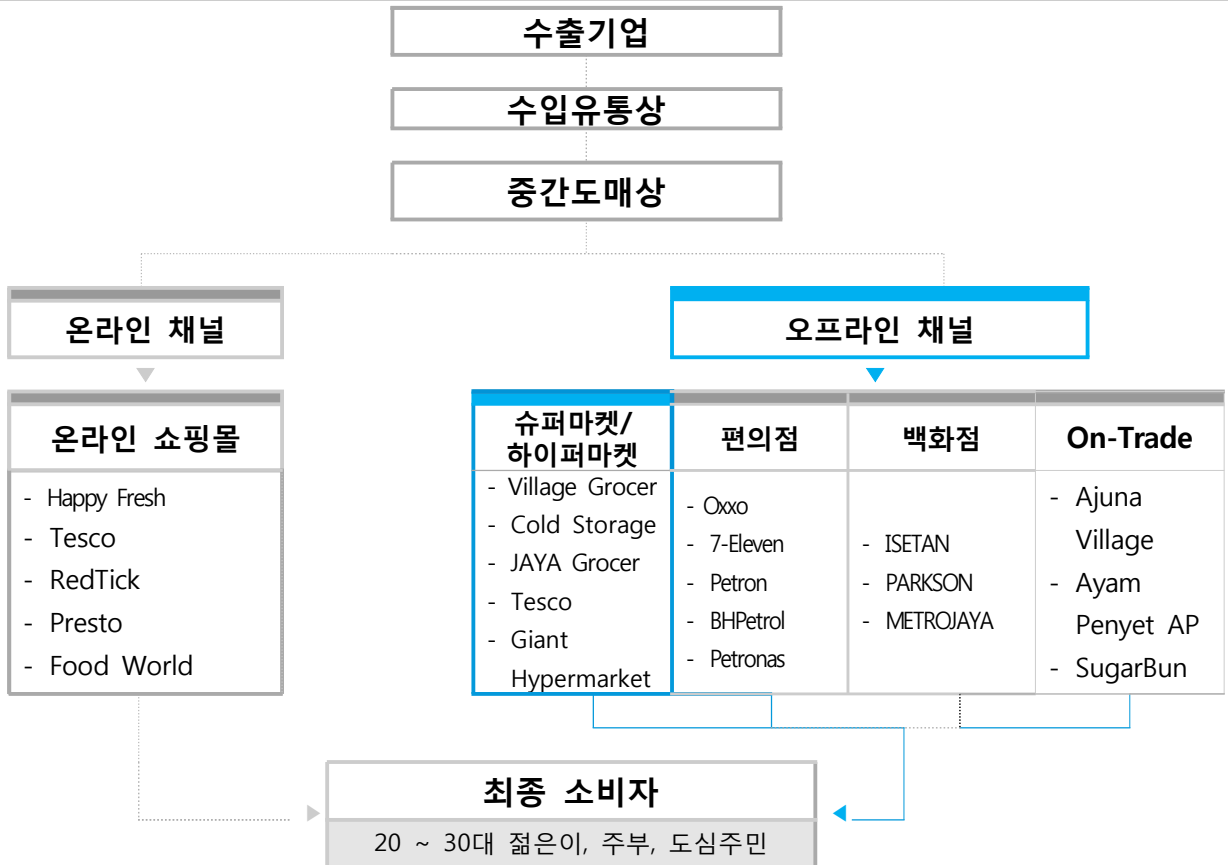 수출기업
수입유통상
중간도매상
온라인 채널
오프라인 채널
온라인 쇼핑몰
- Happy Fresh
- Tesco
- RedTick
- Presto
- Food World
슈퍼마켓/
하이퍼마켓
- Village Grocer
- Cold Storage
- JAYA Grocer
- Tesco
- Giant
Hypermarket
편의점
- Oxxo
- 7-Eleven
- Petron
- BHPetrol
- Petronas
백화점
- ISETAN
- PARKSON
- METROJAYA
On-Trade
- Ajuna
Village
- Ayam
Penyet AP
- SugarBun
최종 소비자
20 ~ 30대 젊은이, 주부, 도심주민